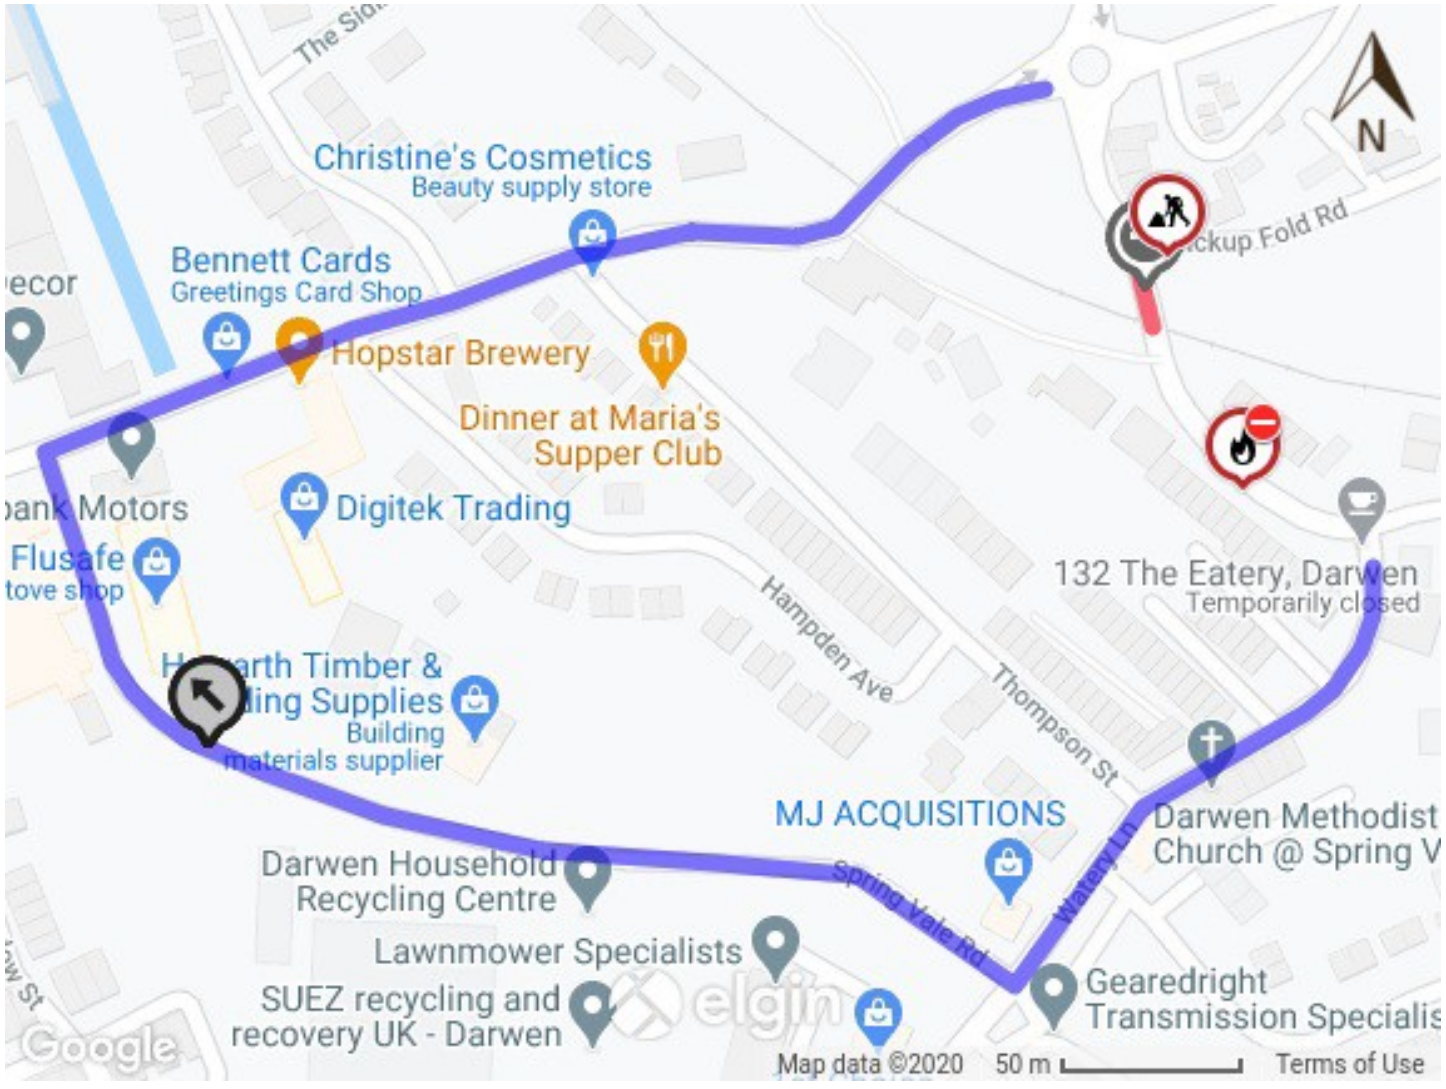 The Sid
N
Christine's Cosmetics
Beauty supply store
ckup Fold Rd
Bennett Cards
Greetings Card Shop
ecor
Hopstar Brewery
Dinner at Maria's
Supper Club
bank Motors
Digitek Trading
Flusafe
tove shop
132 The Eatery, Darwen
Temporarily closed
Hampden Ave
Thompson St
H arth Timber &
ding Supplies
Building
materials supplier
MJ ACQUISITIONS
Darwen Methodist
Church @ Spring V
Watery Ln
Spring Vale Rd
Darwen Household
Recycling Centre
Lawnmower Specialists
SUEZ recycling and
recovery UK - Darwen
elgin
Gearedright
Transmission Specialis
ow St
Google
Map data ©2020 50 m Terms of Use